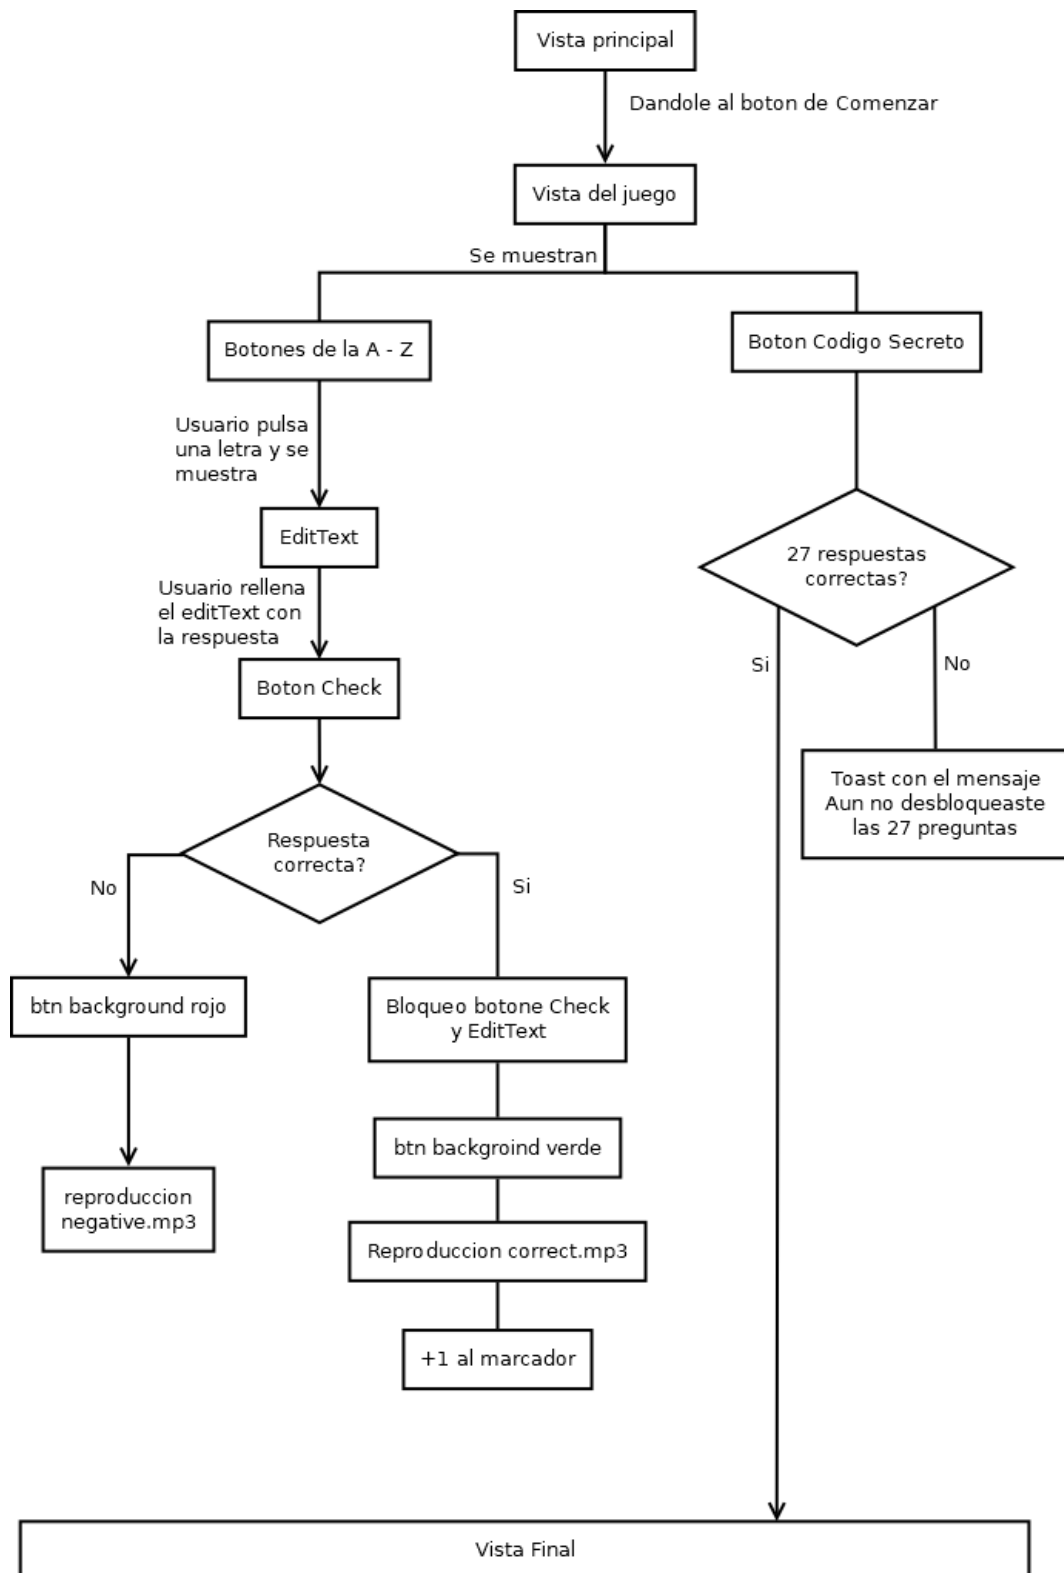 Vista principal
Dandole al boton de Comenzar
Vista del juego
Se muestran
Botones de la A - Z
Boton Codigo Secreto
Usuario pulsa
una letra y se
muestra
EditText
27 respuestas
correctas?
Usuario rellena
el editText con
la respuesta
Si
No
Boton Check
Toast con el mensaje
Aun no desbloqueaste
las 27 preguntas
Respuesta
correcta?
No
Si
btn background rojo
Bloqueo botone Check
y EditText
btn backgroind verde
reproduccion
negative.mp3
Reproduccion correct.mp3
+1 al marcador
Vista Final